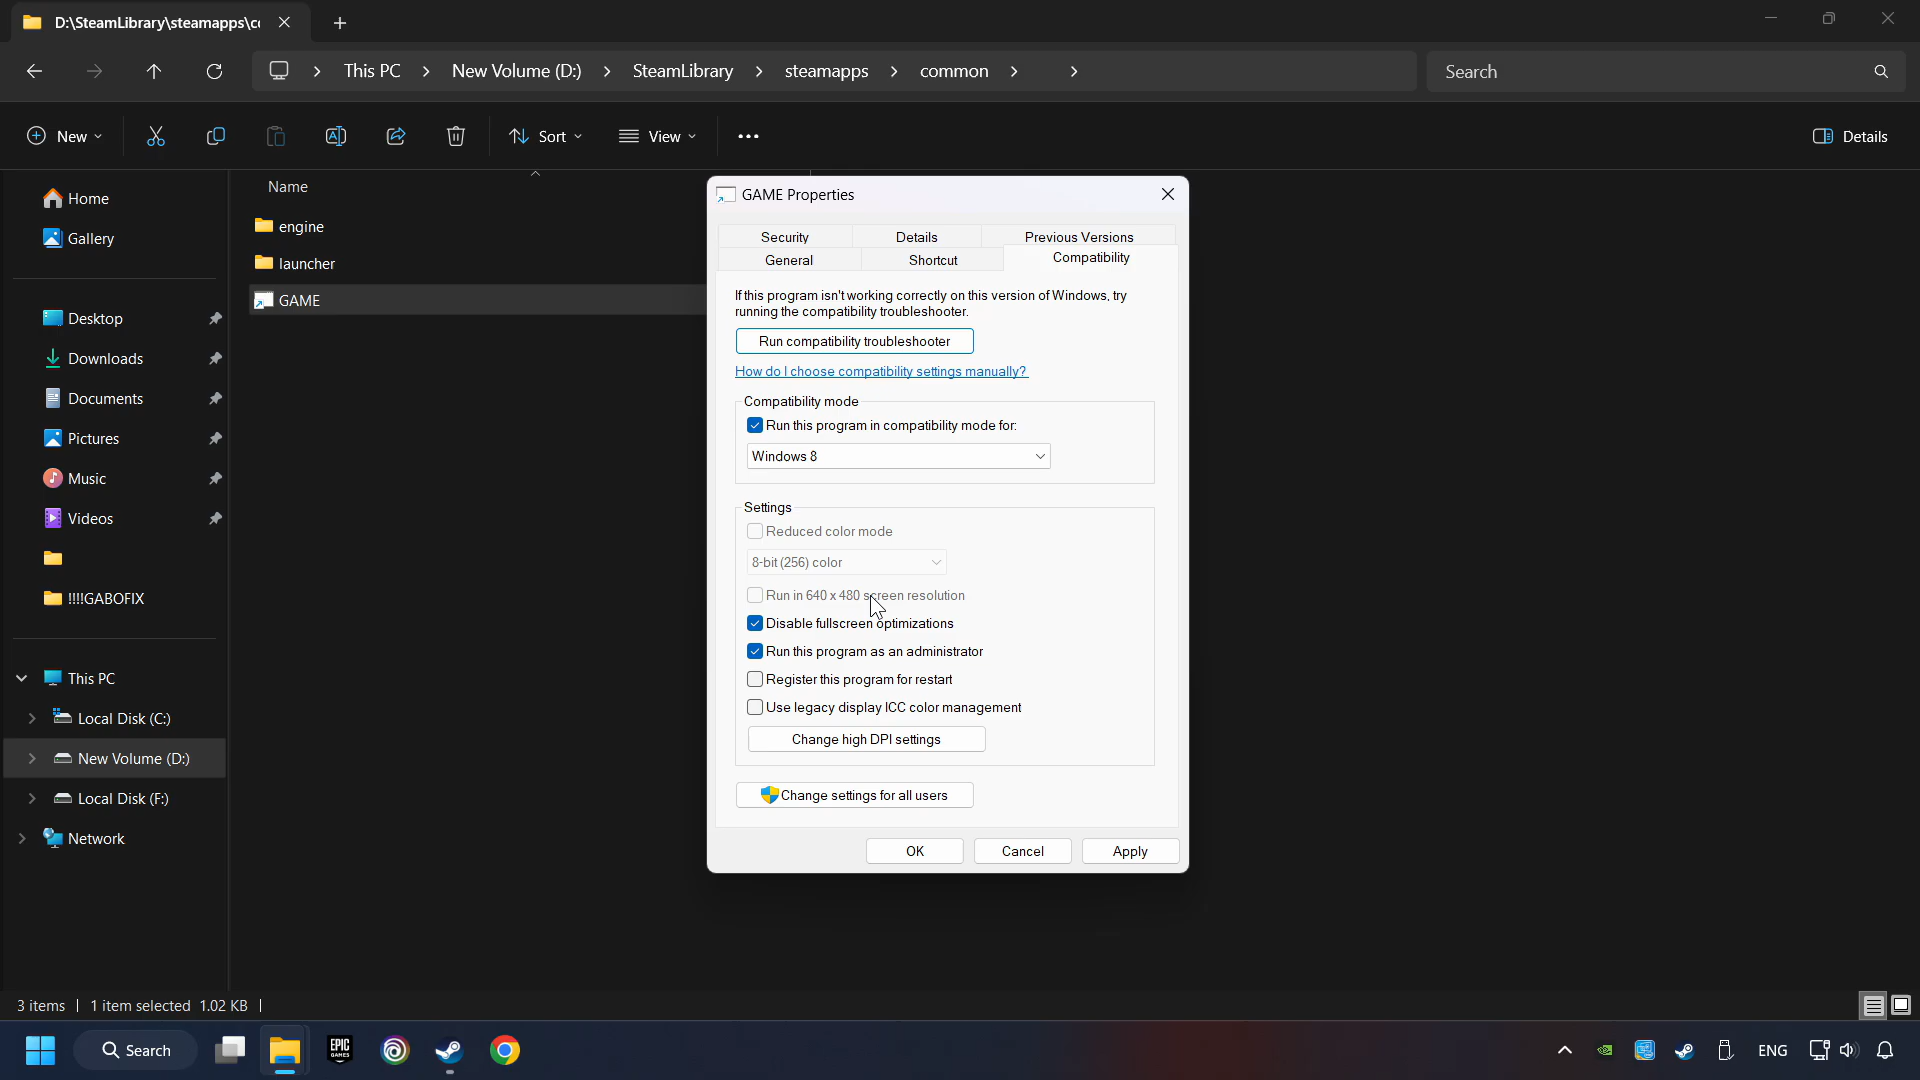 D:\SteamLibrary\steamapps\c
This PC
New Volume (D:)
SteamLibrary
steamapps
common
Search
New
Sort
View
Details
Home
Gallery
Desktop
Downloads
Documents
Pictures
Music
Videos
!!!!GABOFIX
This PC
Local Disk (C:)
New Volume (D:)
Local Disk (F:)
Network
Name
engine
launcher
GAME
GAME Properties
Security
Details
Previous Versions
General
Shortcut
Compatibility
If this program isn't working correctly on this version of Windows, try
running the compatibility troubleshooter.
Run compatibility troubleshooter
How do I choose compatibility settings manually?
Compatibility mode
Run this program in compatibility mode for:
Windows 8
Settings
Reduced color mode
8-bit (256) color
Run in 640 x 480 screen resolution
Disable fullscreen optimizations
Run this program as an administrator
Register this program for restart
Use legacy display ICC color management
Change high DPI settings
Change settings for all users
OK
Cancel
Apply
3 items
1 item selected 1.02 KB
Search
EPIC
GAMES
ENG